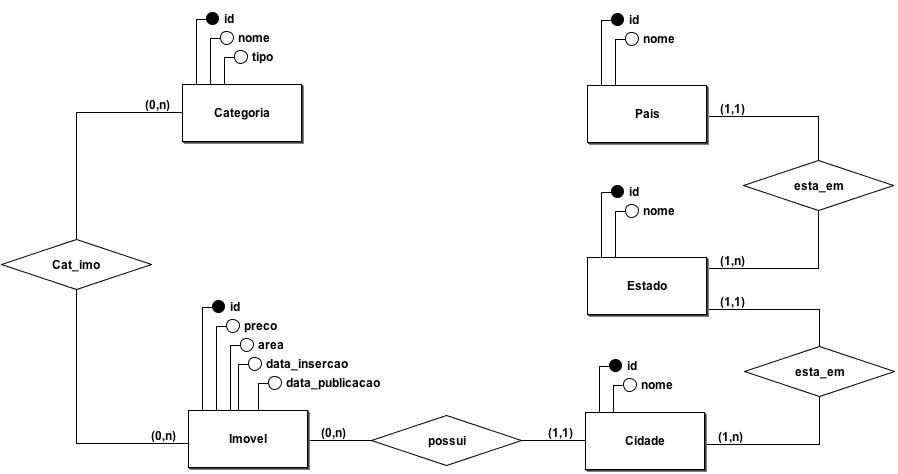 id
nome
tipo
Categoria
(0,n)
Cat_imo
(0,n)
id
preco
area
data_insercao
data_publicacao
Imovel
(0,n)
possui
(1,1)
id
nome
Pais
(1,1)
esta_em
id
nome
(1,n)
Estado
(1,1)
esta_em
id
nome
Cidade
(1,n)